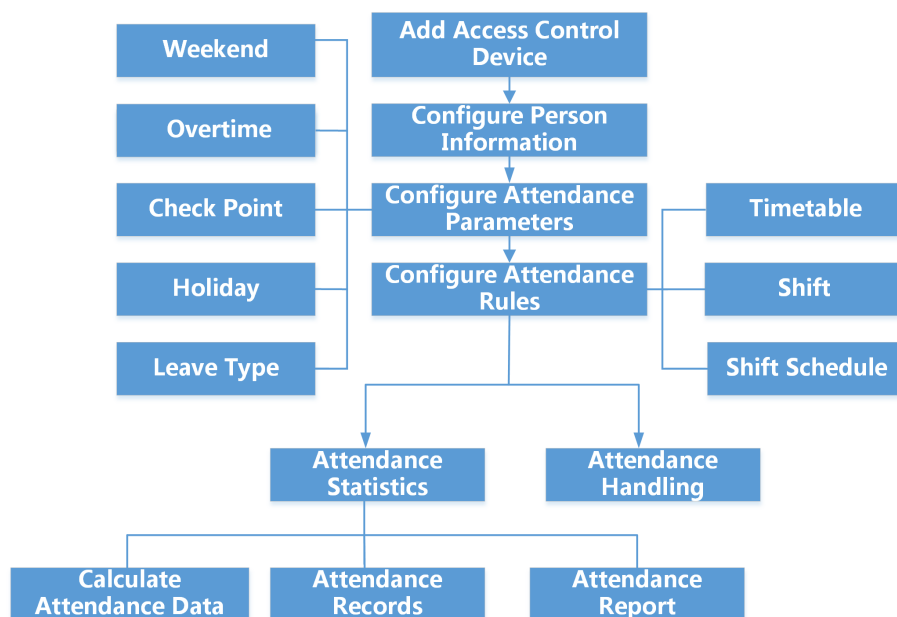 Weekend
Add Access Control
Device
Overtime
Configure Person
Information
Check Point
Configure Attendance
Parameters
Timetable
Holiday
Configure Attendance
Rules
Shift
Leave Type
Shift Schedule
Attendance
Statistics
Attendance
Handling
Calculate
Attendance Data
Attendance
Records
Attendance
Report